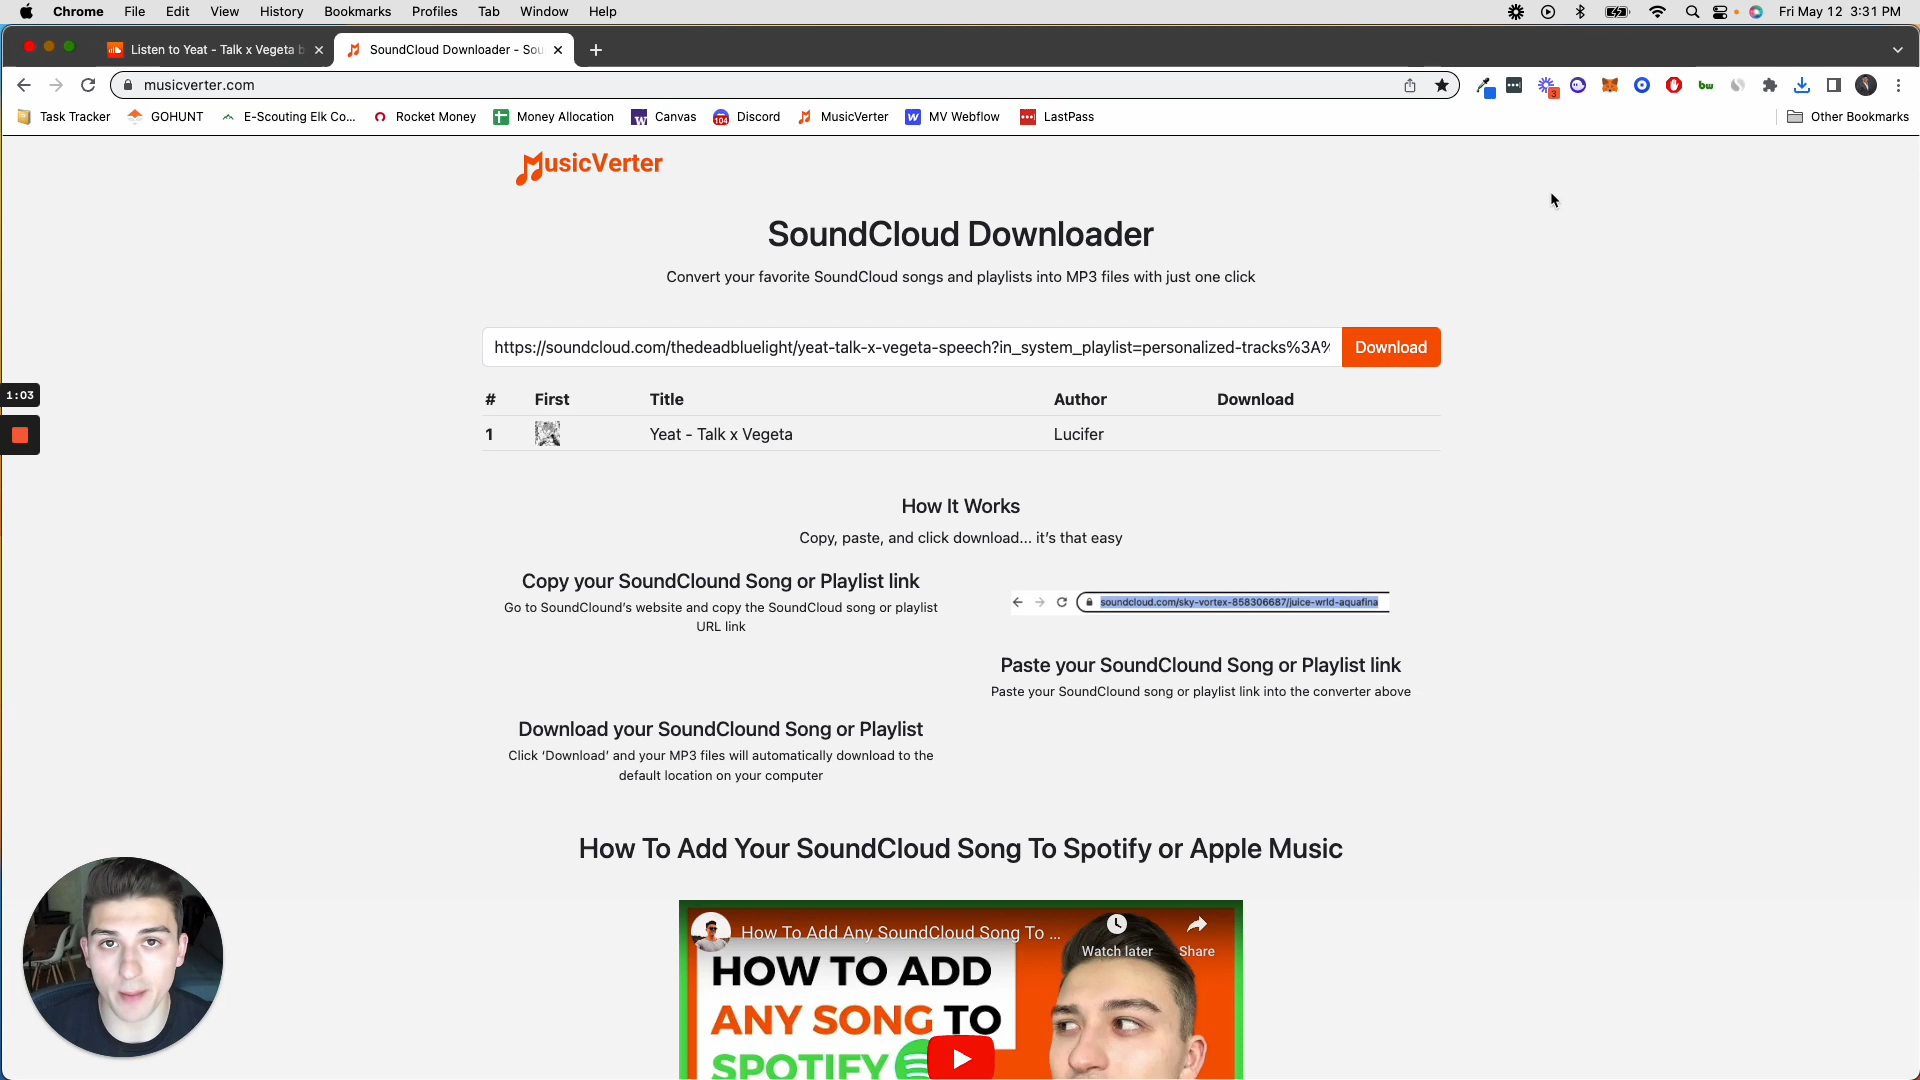 Chrome File Edit View History Bookmarks Profiles Tab Window Help Fri May 12 3:31 PM
Listen to Yeat - Talk x Vegeta b SoundCloud Downloader - Sou
musicverter.com 3
Task Tracker GOHUNT E-Scouting Elk Co... Rocket Money Money Allocation Canvas 104 Discord MusicVerter MV Webflow LastPass Other Bookmarks
MusicVerter
SoundCloud Downloader
Convert your favorite SoundCloud songs and playlists into MP3 files with just one click
https://soundcloud.com/thedeadbluelight/yeat-talk-x-vegeta-speech?in_system_playlist=personalized-tracks%3A% Download
1:03
# First Title Author Download
1 Yeat - Talk x Vegeta Lucifer
How It Works
Copy, paste, and click download... it's that easy
Copy your SoundClound Song or Playlist link
Go to SoundClound's website and copy the SoundCloud song or playlist
URL link
soundcloud.com/sky-vortex-858306687/juice-wrld-aquafina
Paste your SoundClound Song or Playlist link
Paste your SoundClound song or playlist link into the converter above
Download your SoundClound Song or Playlist
Click ‘Download’ and your MP3 files will automatically download to the
default location on your computer
How To Add Your SoundCloud Song To Spotify or Apple Music
How To Add Any SoundCloud Song To ...
Watch later Share
HOW TO ADD
ANY SONG TO
SPOTIFY